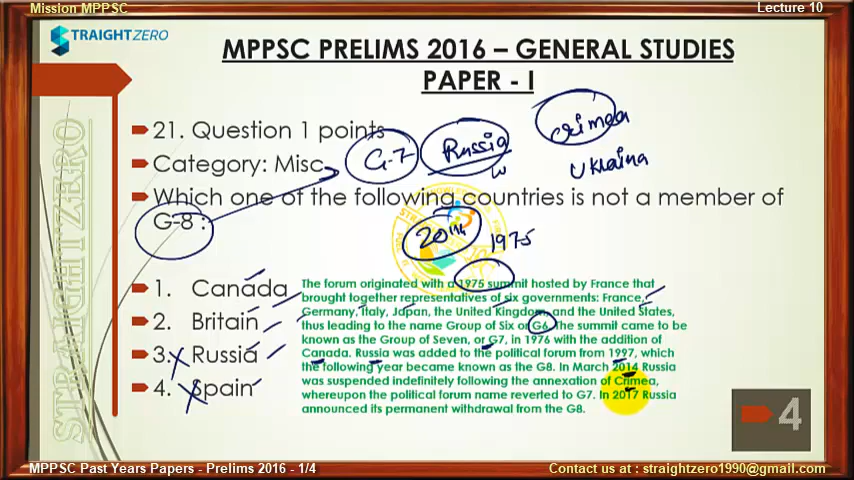 Mission MPPSC
Lecture 10
STRAIGHTZERO
MPPSC PRELIMS 2016 – GENERAL STUDIES
PAPER - I
21. Question 1 points
Category: Misc
G-7
Russia
Crimea
Ukraina
Which one of the following countries is not a member of
G-8 :
2014
1975
1. Canada
2. Britain
3. Russia
4. Spain
The forum originated with a 1975 summit hosted by France that
brought together representatives of six governments: France,
Germany, Italy, Japan, the United Kingdom, and the United States,
thus leading to the name Group of Six or G6. The summit came to be
known as the Group of Seven, or G7, in 1976 with the addition of
Canada. Russia was added to the political forum from 1997, which
the following year became known as the G8. In March 2014 Russia
was suspended indefinitely following the annexation of Crimea,
whereupon the political forum name reverted to G7. In 2017 Russia
announced its permanent withdrawal from the G8.
STRAIGHTZERO
4
MPPSC Past Years Papers - Prelims 2016 - 1/4
Contact us at : straightzero1990@gmail.com